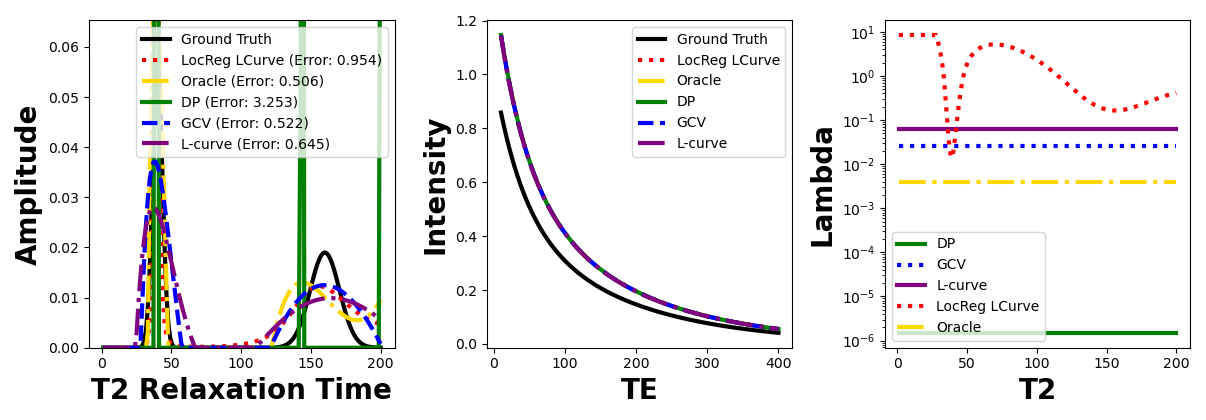 Amplitude
0.06
0.05
0.04
0.03
0.02
0.01
0.00
Ground Truth
LocReg LCurve (Error: 0.954)
Oracle (Error: 0.506)
DP (Error: 3.253)
GCV (Error: 0.522)
L-curve (Error: 0.645)
0 50 100 150 200
T2 Relaxation Time
Intensity
1.2
1.0
0.8
0.6
0.4
0.2
0.0
Ground Truth
LocReg LCurve
Oracle
DP
GCV
L-curve
0 100 200 300 400
TE
Lambda
10¹
10⁰
10⁻¹
10⁻²
10⁻³
10⁻⁴
10⁻⁵
10⁻⁶
DP
GCV
L-curve
LocReg LCurve
Oracle
0 50 100 150 200
T2